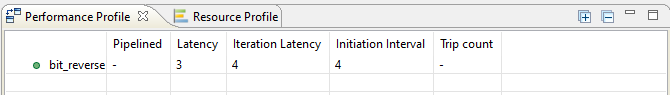 Performance Profile Resource Profile
Pipelined Latency Iteration Latency Initiation Interval Trip count
bit_reverse - 3 4 4 -